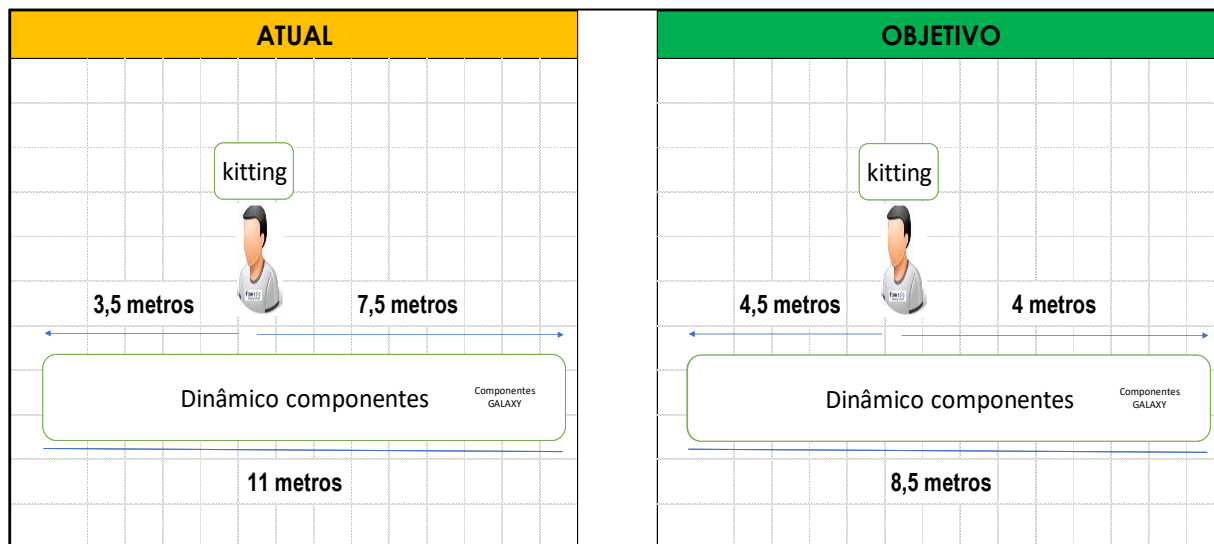 ATUAL
kitting
3,5 metros
7,5 metros
Dinâmico componentes
Componentes
GALAXY
11 metros
OBJETIVO
kitting
4,5 metros
4 metros
Dinâmico componentes
Componentes
GALAXY
8,5 metros